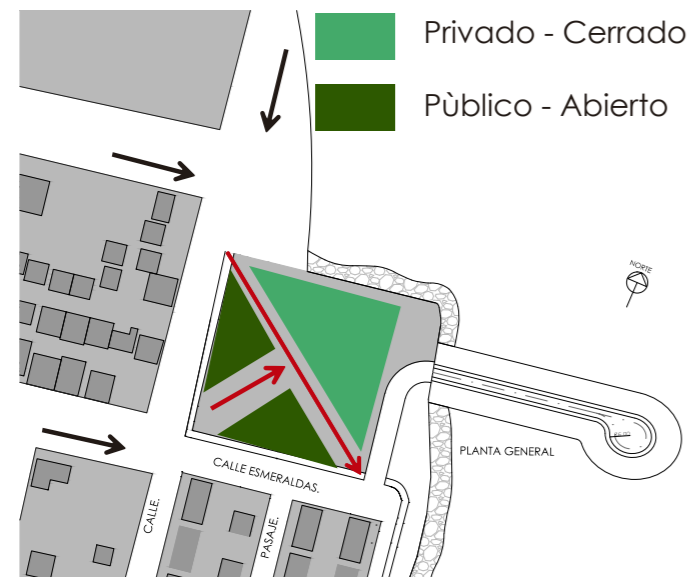 Privado - Cerrado
Pùblico - Abierto
NORTE
PLANTA GENERAL
CALLE ESMERALDAS.
CALLE.
PASAJE.